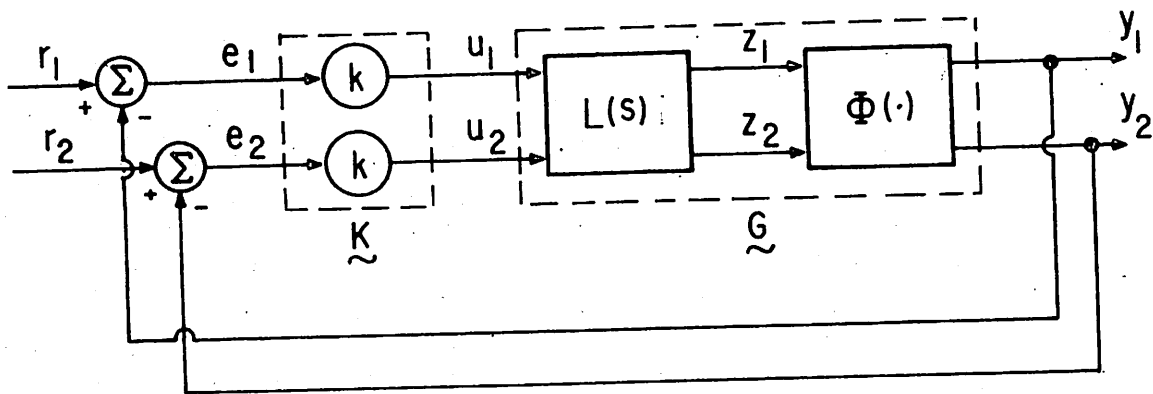 r1
+
-
Σ
e1
k
u1
L(s)
z1
Φ(·)
y1
r2
+
-
Σ
e2
k
u2
z2
y2
K
G